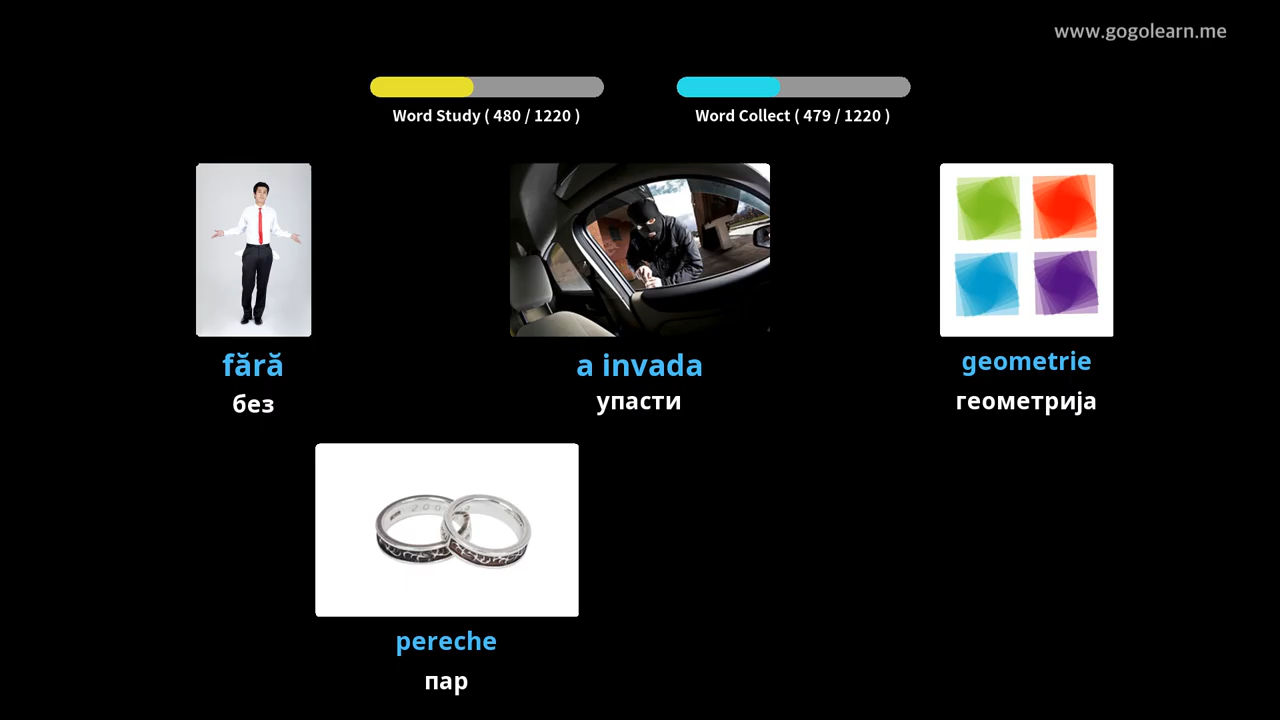 www.gogolearn.me
Word Study ( 480 / 1220 )
Word Collect ( 479 / 1220 )
fără
a invada
geometrie
без
упасти
геометрија
pereche
пар